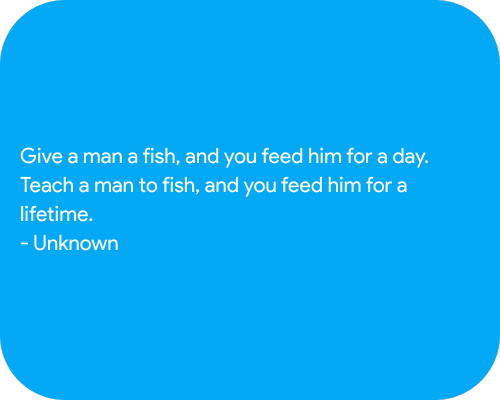 Give a man a fish, and you feed him for a day.
Teach a man to fish, and you feed him for a
lifetime.
- Unknown